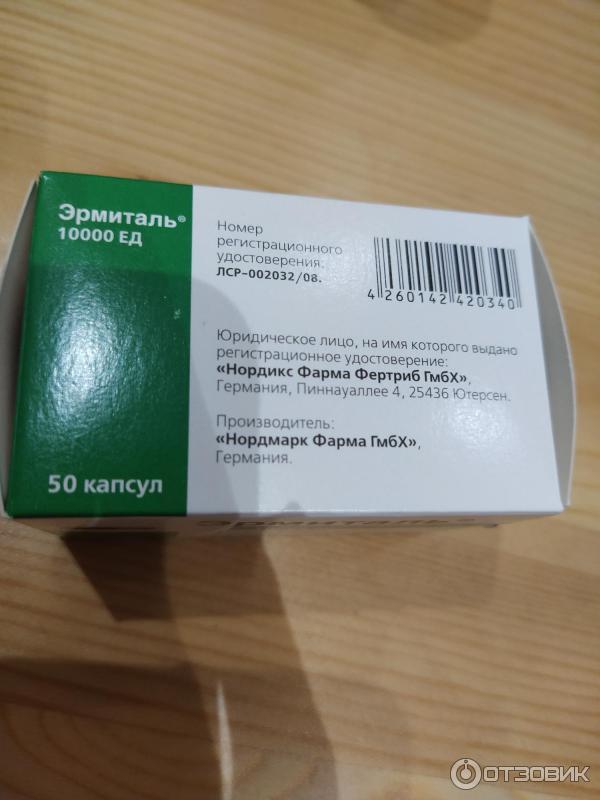 Эрмиталь®
10000 ЕД
50 капсул
Номер
регистрационного
удостоверения:
ЛСР-002032/08.
4 260142 420340
Юридическое лицо, на имя которого выдано
регистрационное удостоверение:
«Нордикс Фарма Фертриб ГмбХ»,
Германия, Пиннауаллее 4, 25436 Ютерсен.
Производитель:
«Нордмарк Фарма ГмбХ»,
Германия.
Эрмиталь®
ОТЗОВИК